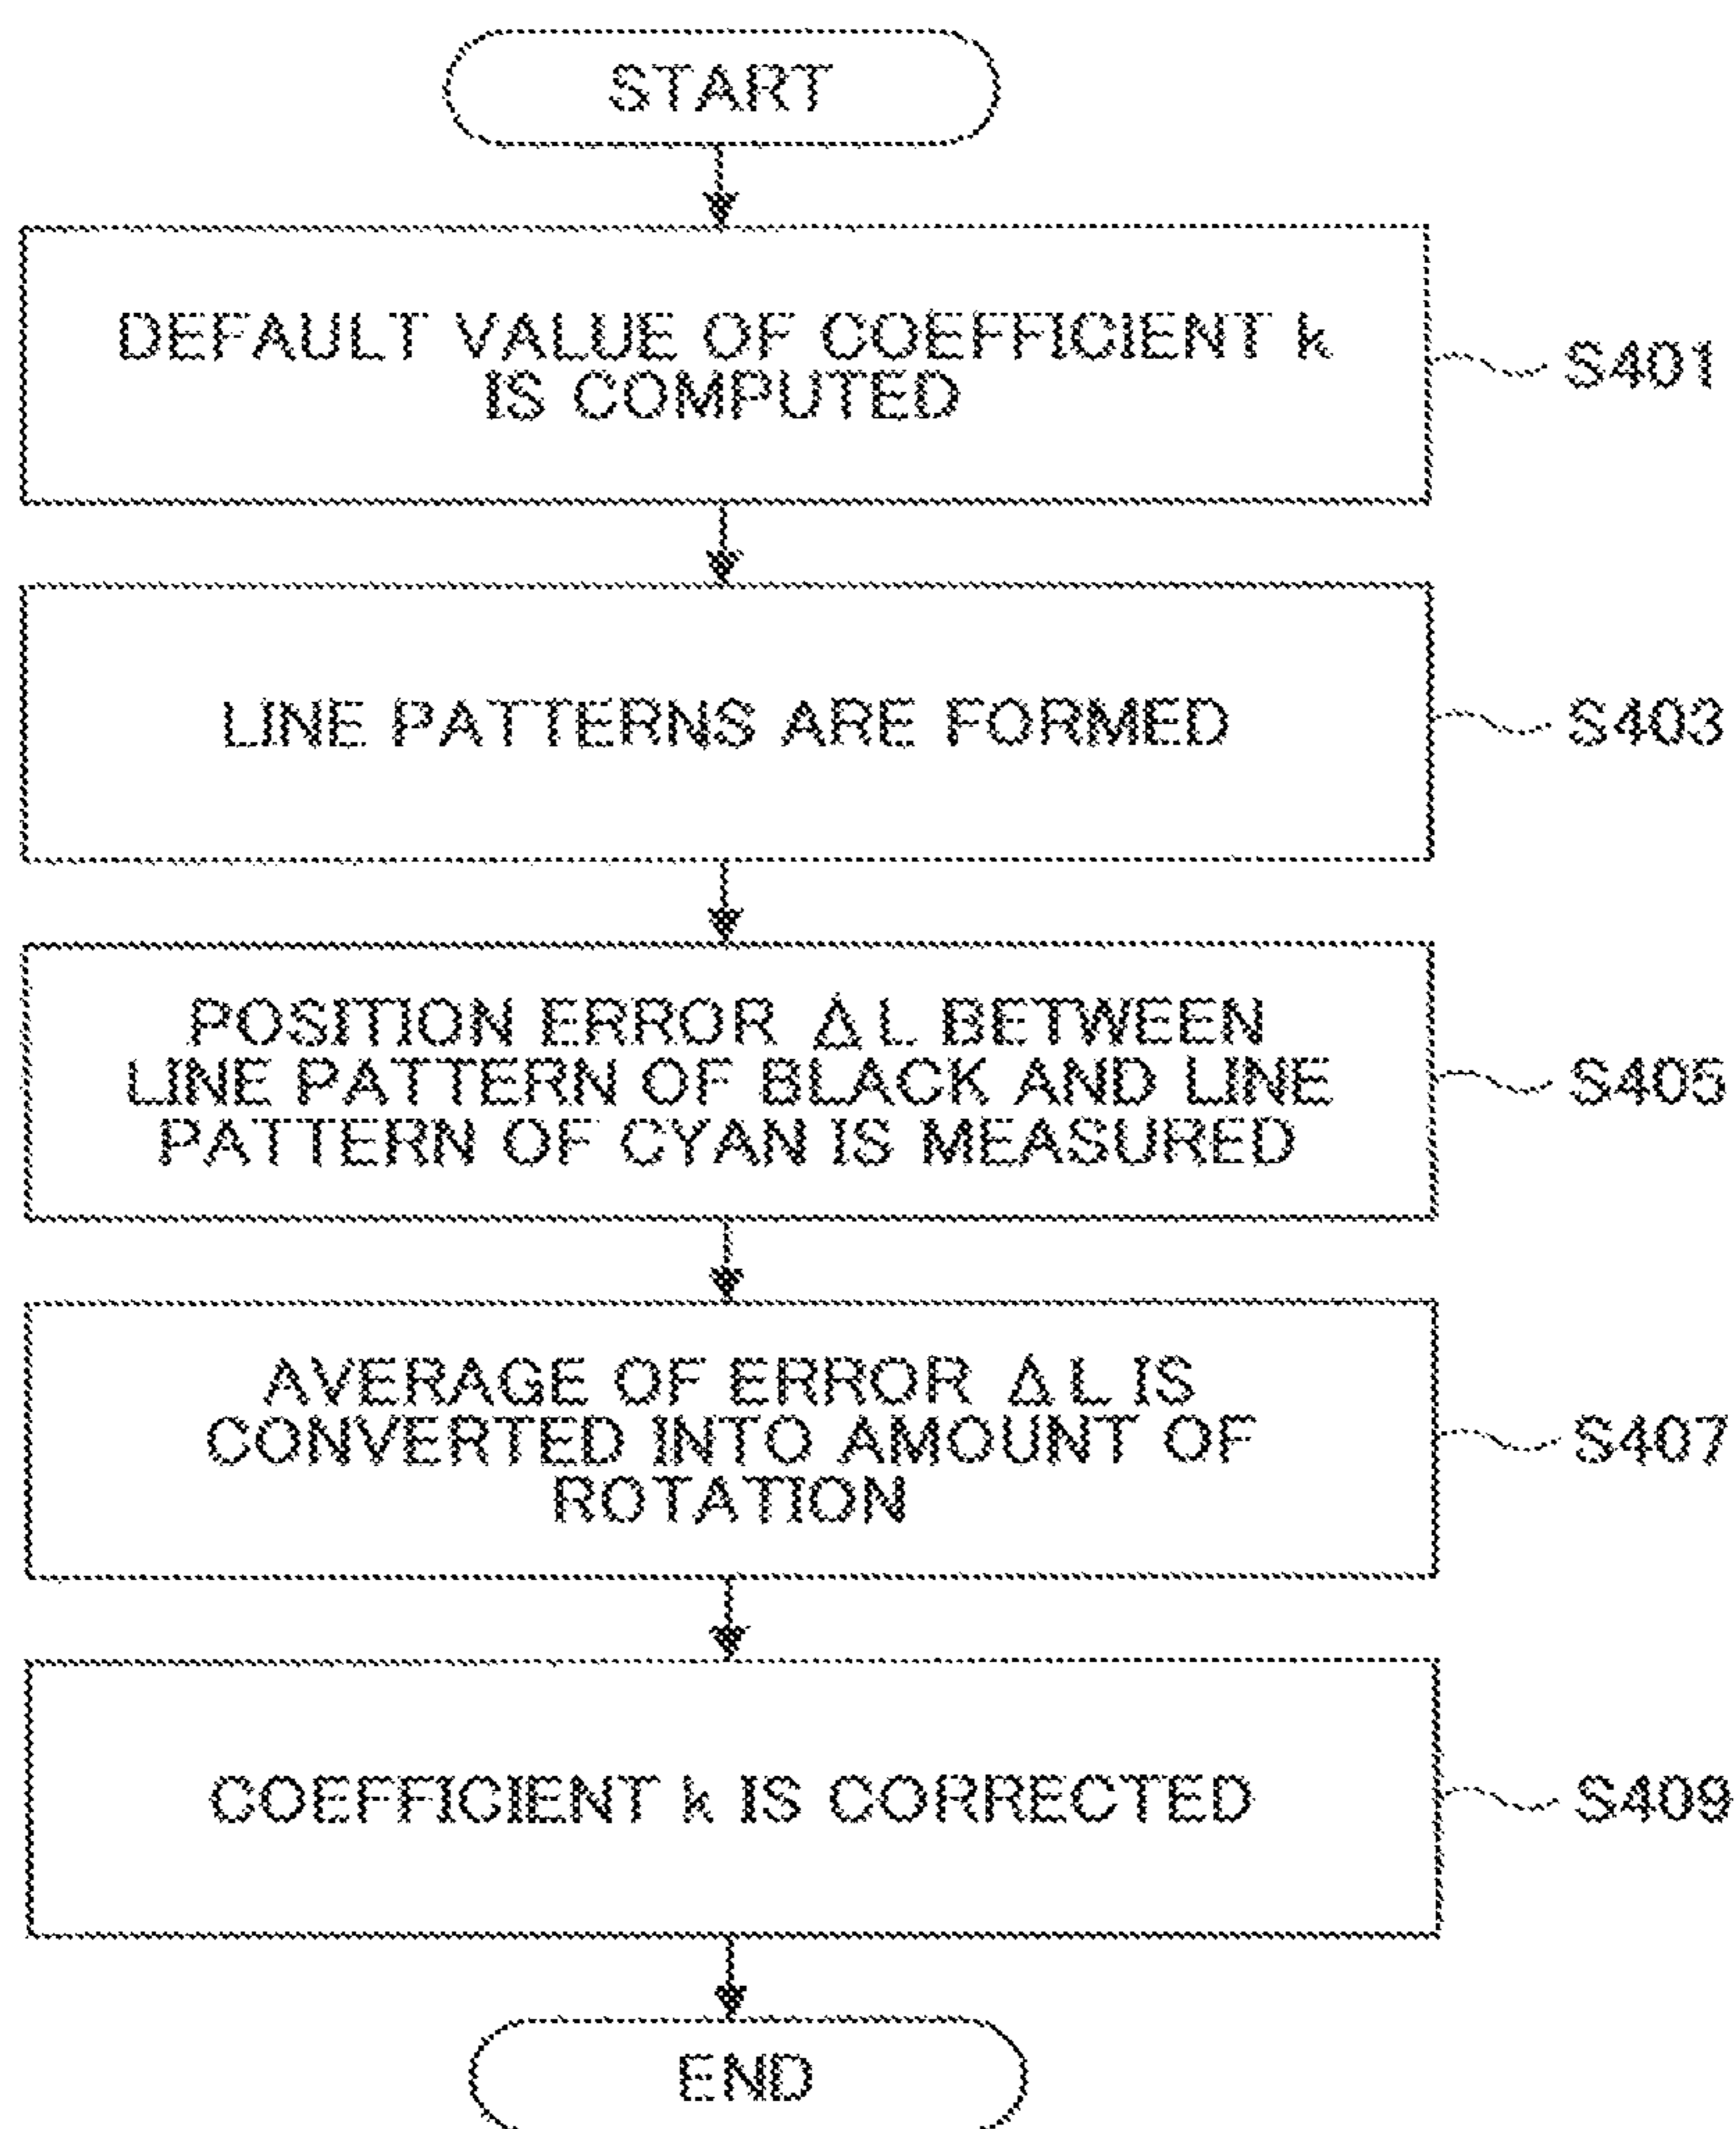 START
DEFAULT VALUE OF COEFFICIENT k
IS COMPUTED
S401
LINE PATTERNS ARE FORMED
S403
POSITION ERROR ΔL BETWEEN
LINE PATTERN OF BLACK AND LINE
PATTERN OF CYAN IS MEASURED
S405
AVERAGE OF ERROR ΔL IS
CONVERTED INTO AMOUNT OF
ROTATION
S407
COEFFICIENT k IS CORRECTED
S409
END